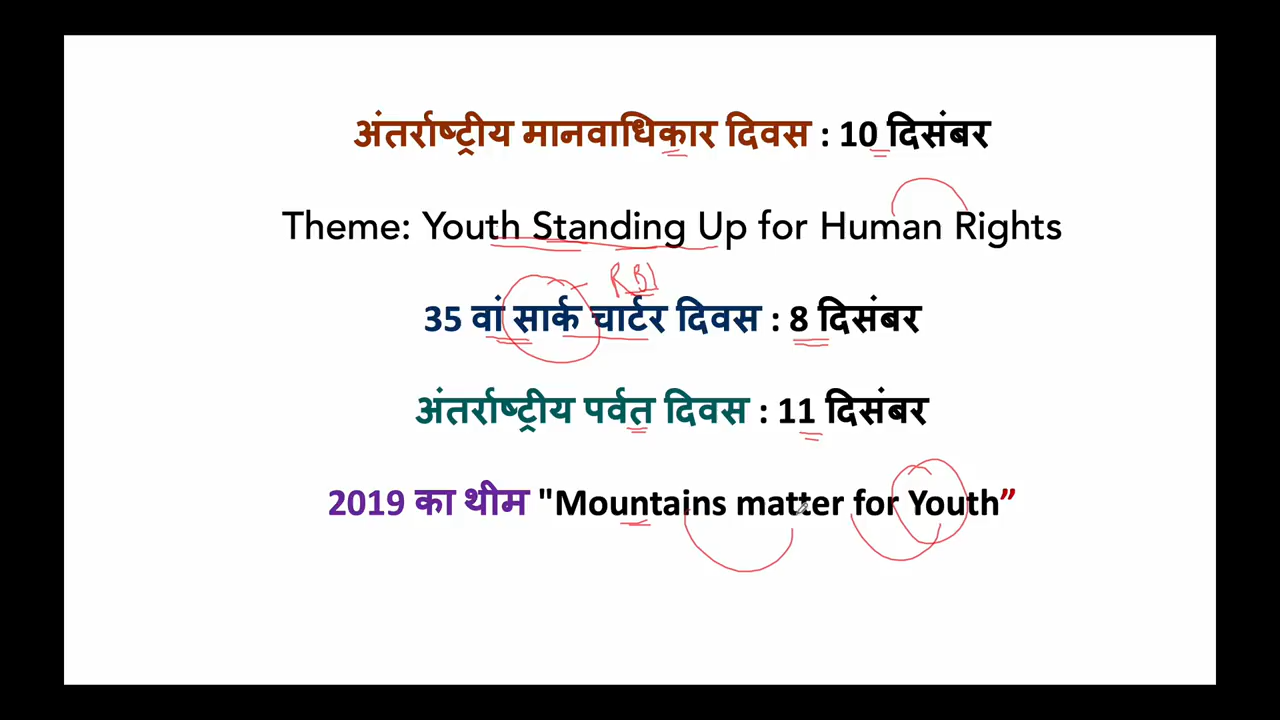 अंतर्राष्ट्रीय मानवाधिकार दिवस : 10 दिसंबर
Theme: Youth Standing Up for Human Rights
RBI
35 वां सार्क चार्टर दिवस : 8 दिसंबर
अंतर्राष्ट्रीय पर्वत दिवस : 11 दिसंबर
2019 का थीम "Mountains matter for Youth”